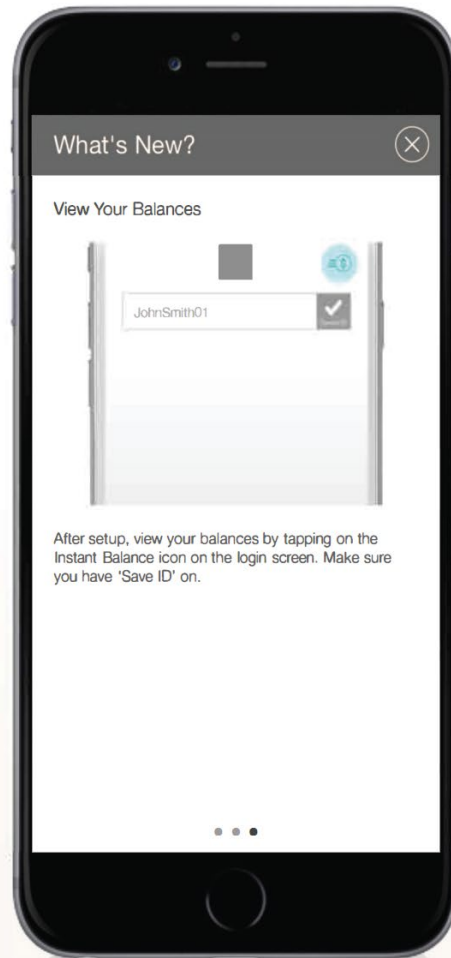 What's New?
View Your Balances
JohnSmith01
After setup, view your balances by tapping on the
Instant Balance icon on the login screen. Make sure
you have 'Save ID' on.